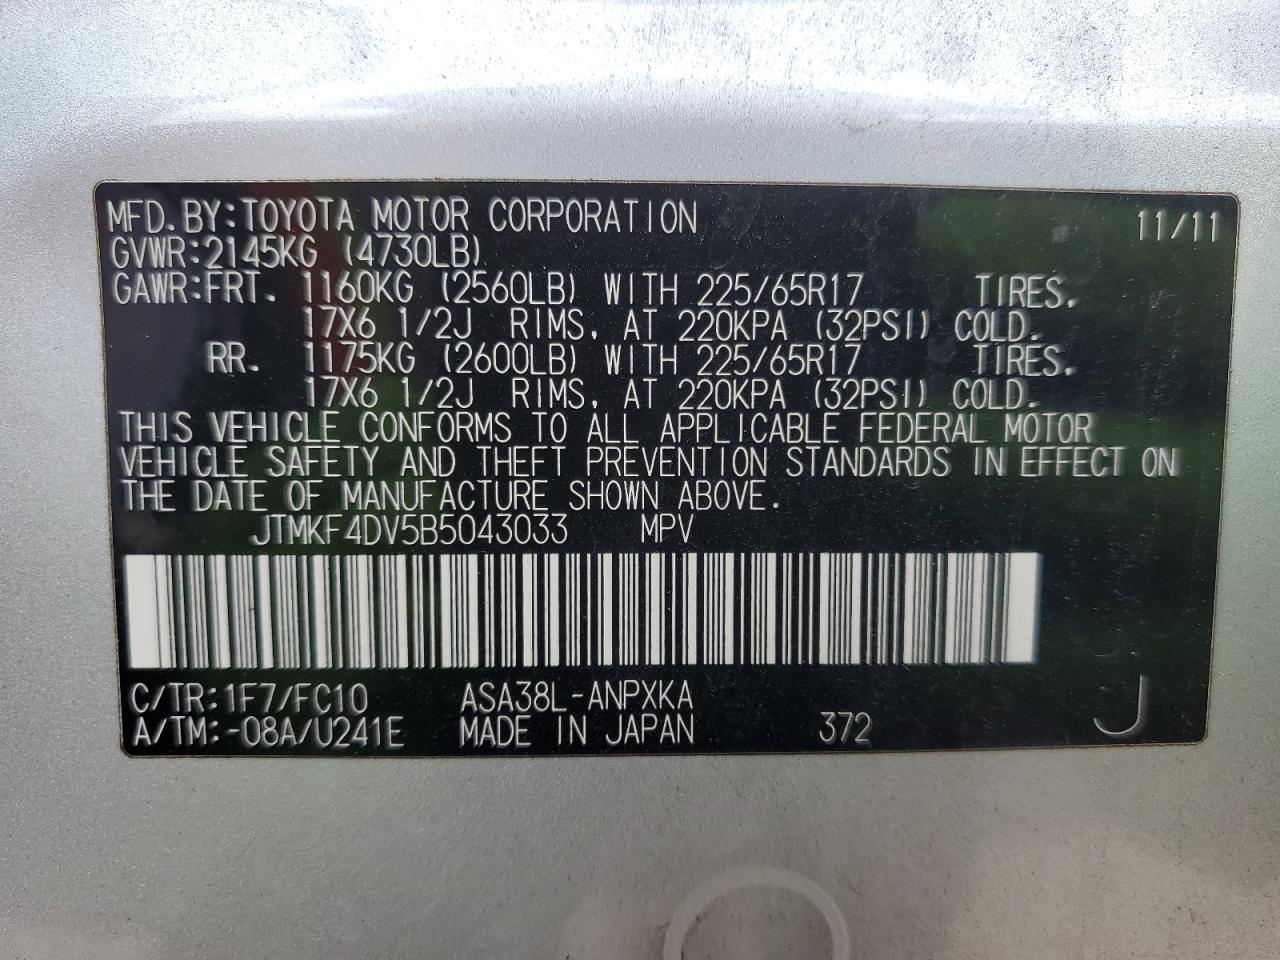 MFD. BY: TOYOTA MOTOR CORPORATION 11/11
GVWR: 2145KG (4730LB)
GAWR: FRT. 1160KG (2560LB) WITH 225/65R17 TIRES.
17X6 1/2J RIMS, AT 220KPA (32PSI) COLD.
RR. 1175KG (2600LB) WITH 225/65R17 TIRES.
17X6 1/2J RIMS, AT 220KPA (32PSI) COLD.
THIS VEHICLE CONFORMS TO ALL APPLICABLE FEDERAL MOTOR
VEHICLE SAFETY AND THEFT PREVENTION STANDARDS IN EFFECT ON
THE DATE OF MANUFACTURE SHOWN ABOVE.
JTMKF4DV5B5043033 MPV
C/TR: 1F7/FC10 ASA38L-ANPXKA
A/TM: -08A/U241E MADE IN JAPAN 372 J